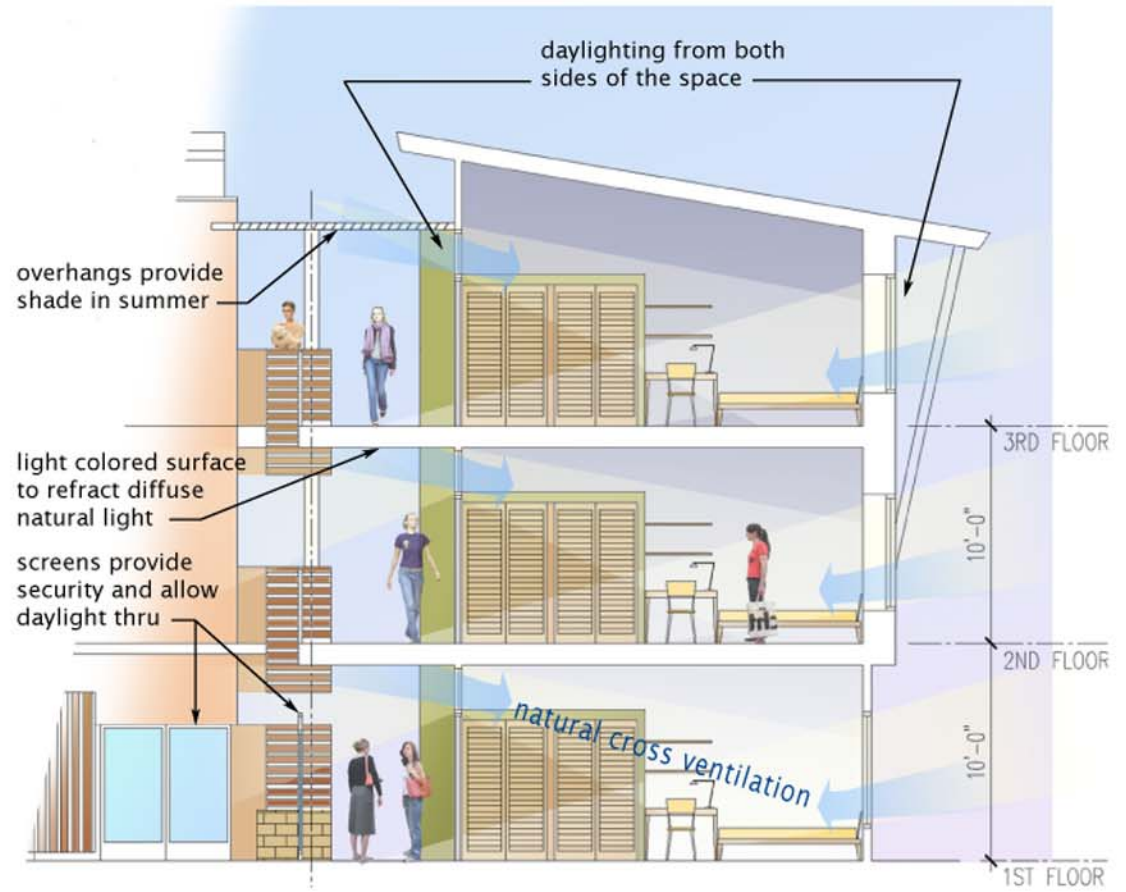 daylighting from both
sides of the space
overhangs provide
shade in summer
light colored surface
to refract diffuse
natural light
screens provide
security and allow
daylight thru
natural cross ventilation
3RD FLOOR
10'-0"
2ND FLOOR
10'-0"
1ST FLOOR